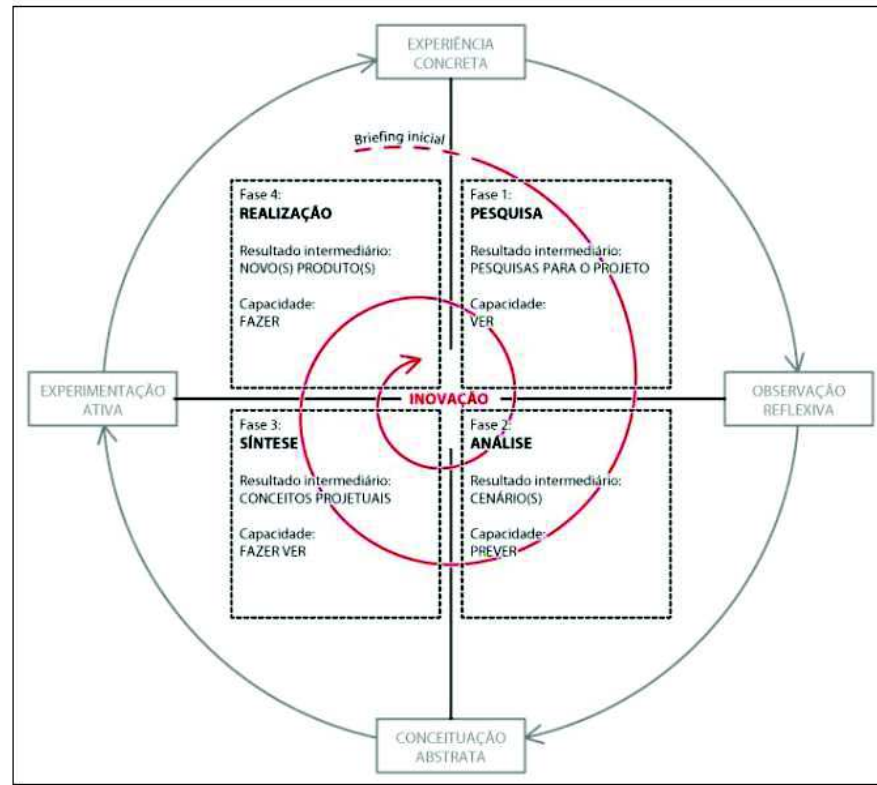 EXPERIÊNCIA
CONCRETA
Briefing inicial
Fase 4:
REALIZAÇÃO
Resultado intermediário:
NOVO(S) PRODUTO(S)
Capacidade:
FAZER
Fase 1:
PESQUISA
Resultado intermediário:
PESQUISAS PARA O PROJETO
Capacidade:
VER
EXPERIMENTAÇÃO
ATIVA
INOVAÇÃO
OBSERVAÇÃO
REFLEXIVA
Fase 3:
SÍNTESE
Resultado intermediário:
CONCEITOS PROJETUAIS
Capacidade:
FAZER VER
Fase 2:
ANÁLISE
Resultado intermediário:
CENÁRIO(S)
Capacidade:
PREVER
CONCEITUAÇÃO
ABSTRATA